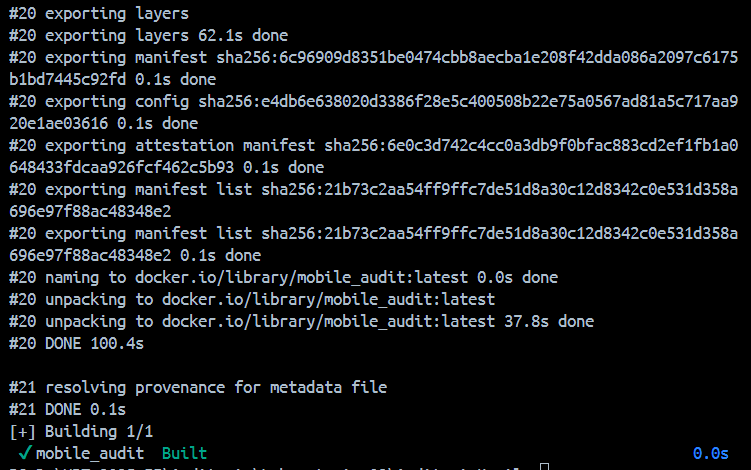 #20 exporting layers
#20 exporting layers 62.1s done
#20 exporting manifest sha256:6c96909d8351be0474cbb8aecba1e208f42dda086a2097c6175
b1bd7445c92fd 0.1s done
#20 exporting config sha256:e4db6e638020d3386f28e5c400508b22e75a0567ad81a5c717aa9
20e1ae03616 0.1s done
#20 exporting attestation manifest sha256:6e0c3d742c4cc0a3db9f0bfac883cd2ef1fb1a0
648433fdcaa926fcf462c5b93 0.1s done
#20 exporting manifest list sha256:21b73c2aa54ff9ffc7de51d8a30c12d8342c0e531d358a
696e97f88ac48348e2
#20 exporting manifest list sha256:21b73c2aa54ff9ffc7de51d8a30c12d8342c0e531d358a
696e97f88ac48348e2 0.1s done
#20 naming to docker.io/library/mobile_audit:latest 0.0s done
#20 unpacking to docker.io/library/mobile_audit:latest
#20 unpacking to docker.io/library/mobile_audit:latest 37.8s done
#20 DONE 100.4s
#21 resolving provenance for metadata file
#21 DONE 0.1s
[+] Building 1/1
✓ mobile_audit Built 0.0s